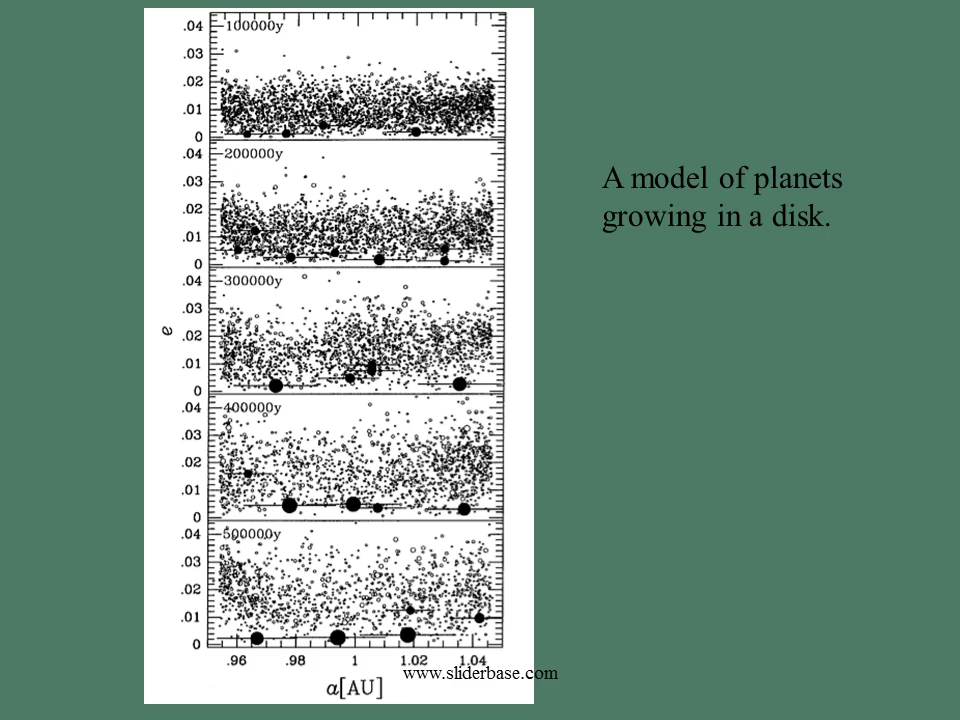 .04
100000y
.03
.02
.01
0
.04
200000y
.03
.02
.01
0
.04
300000y
.03
e
.02
.01
0
.04
400000y
.03
.02
.01
0
.04
500000y
.03
.02
.01
0
.96 .98 1 1.02 1.04
a[AU]
www.sliderbase.com
A model of planets
growing in a disk.